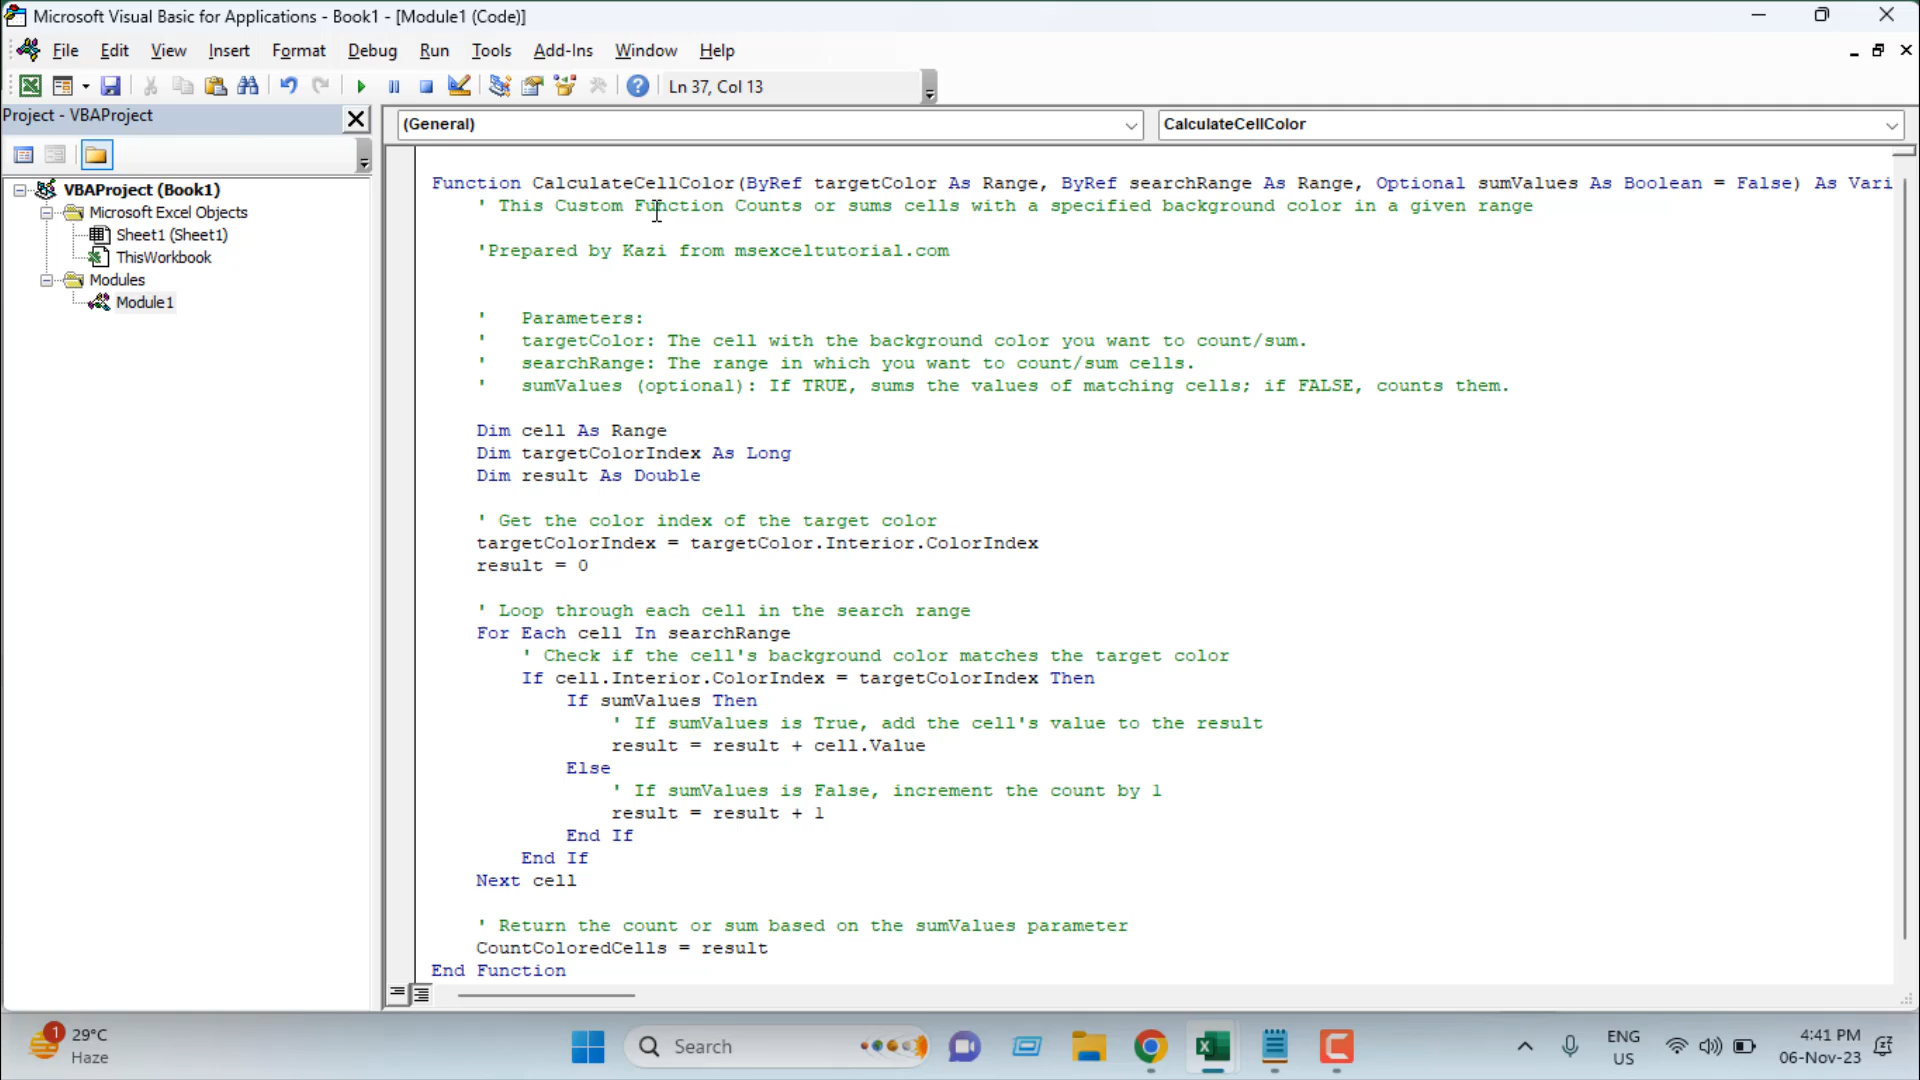 Microsoft Visual Basic for Applications - Book1 - [Module1 (Code)]
File Edit View Insert Format Debug Run Tools Add-Ins Window Help
Ln 37, Col 13
Project - VBAProject
(General)
CalculateCellColor
VBAProject (Book1)
Microsoft Excel Objects
Sheet1 (Sheet1)
ThisWorkbook
Modules
Module1
Function CalculateCellColor(ByRef targetColor As Range, ByRef searchRange As Range, Optional sumValues As Boolean = False) As Vari
' This Custom Function Counts or sums cells with a specified background color in a given range
'Prepared by Kazi from msexceltutorial.com
' Parameters:
' targetColor: The cell with the background color you want to count/sum.
' searchRange: The range in which you want to count/sum cells.
' sumValues (optional): If TRUE, sums the values of matching cells; if FALSE, counts them.
Dim cell As Range
Dim targetColorIndex As Long
Dim result As Double
' Get the color index of the target color
targetColorIndex = targetColor.Interior.ColorIndex
result = 0
' Loop through each cell in the search range
For Each cell In searchRange
' Check if the cell's background color matches the target color
If cell.Interior.ColorIndex = targetColorIndex Then
If sumValues Then
' If sumValues is True, add the cell's value to the result
result = result + cell.Value
Else
' If sumValues is False, increment the count by 1
result = result + 1
End If
End If
Next cell
' Return the count or sum based on the sumValues parameter
CountColoredCells = result
End Function
1
29°C
Haze
Search
ENG
US
4:41 PM
06-Nov-23